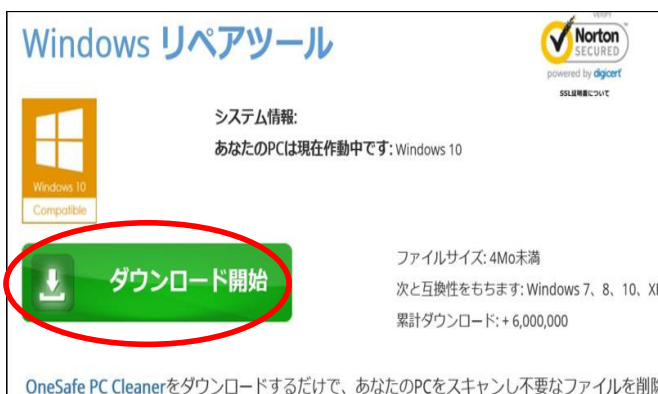 Windows リペアツール
VERIFY
Norton
SECURED
powered by digicert
SSL証明書について
システム情報:
あなたのPCは現在作動中です: Windows 10
Windows 10
Compatible
ダウンロード開始
ファイルサイズ: 4Mo未満
次と互換性をもちます: Windows 7、8、10、XP
累計ダウンロード: + 6,000,000
OneSafe PC Cleanerをダウンロードするだけで、あなたのPCをスキャンし不要なファイルを削除